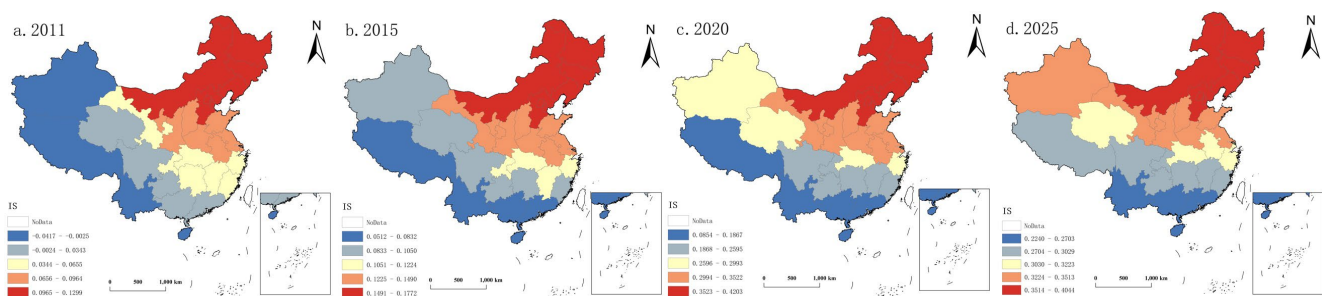 a. 2011
N
IS
NoData
-0.0417 - -0.0025
-0.0024 - 0.0343
0.0344 - 0.0655
0.0656 - 0.0964
0.0965 - 0.1299
0 500 1,000 km
b. 2015
N
IS
NoData
0.0512 - 0.0832
0.0833 - 0.1050
0.1051 - 0.1224
0.1225 - 0.1490
0.1491 - 0.1772
0 500 1,000 km
c. 2020
N
IS
NoData
0.0854 - 0.1867
0.1868 - 0.2595
0.2596 - 0.2993
0.2994 - 0.3522
0.3523 - 0.4203
0 500 1,000 km
d. 2025
N
IS
NoData
0.2240 - 0.2703
0.2704 - 0.3029
0.3030 - 0.3223
0.3224 - 0.3513
0.3514 - 0.4044
0 500 1,000 km